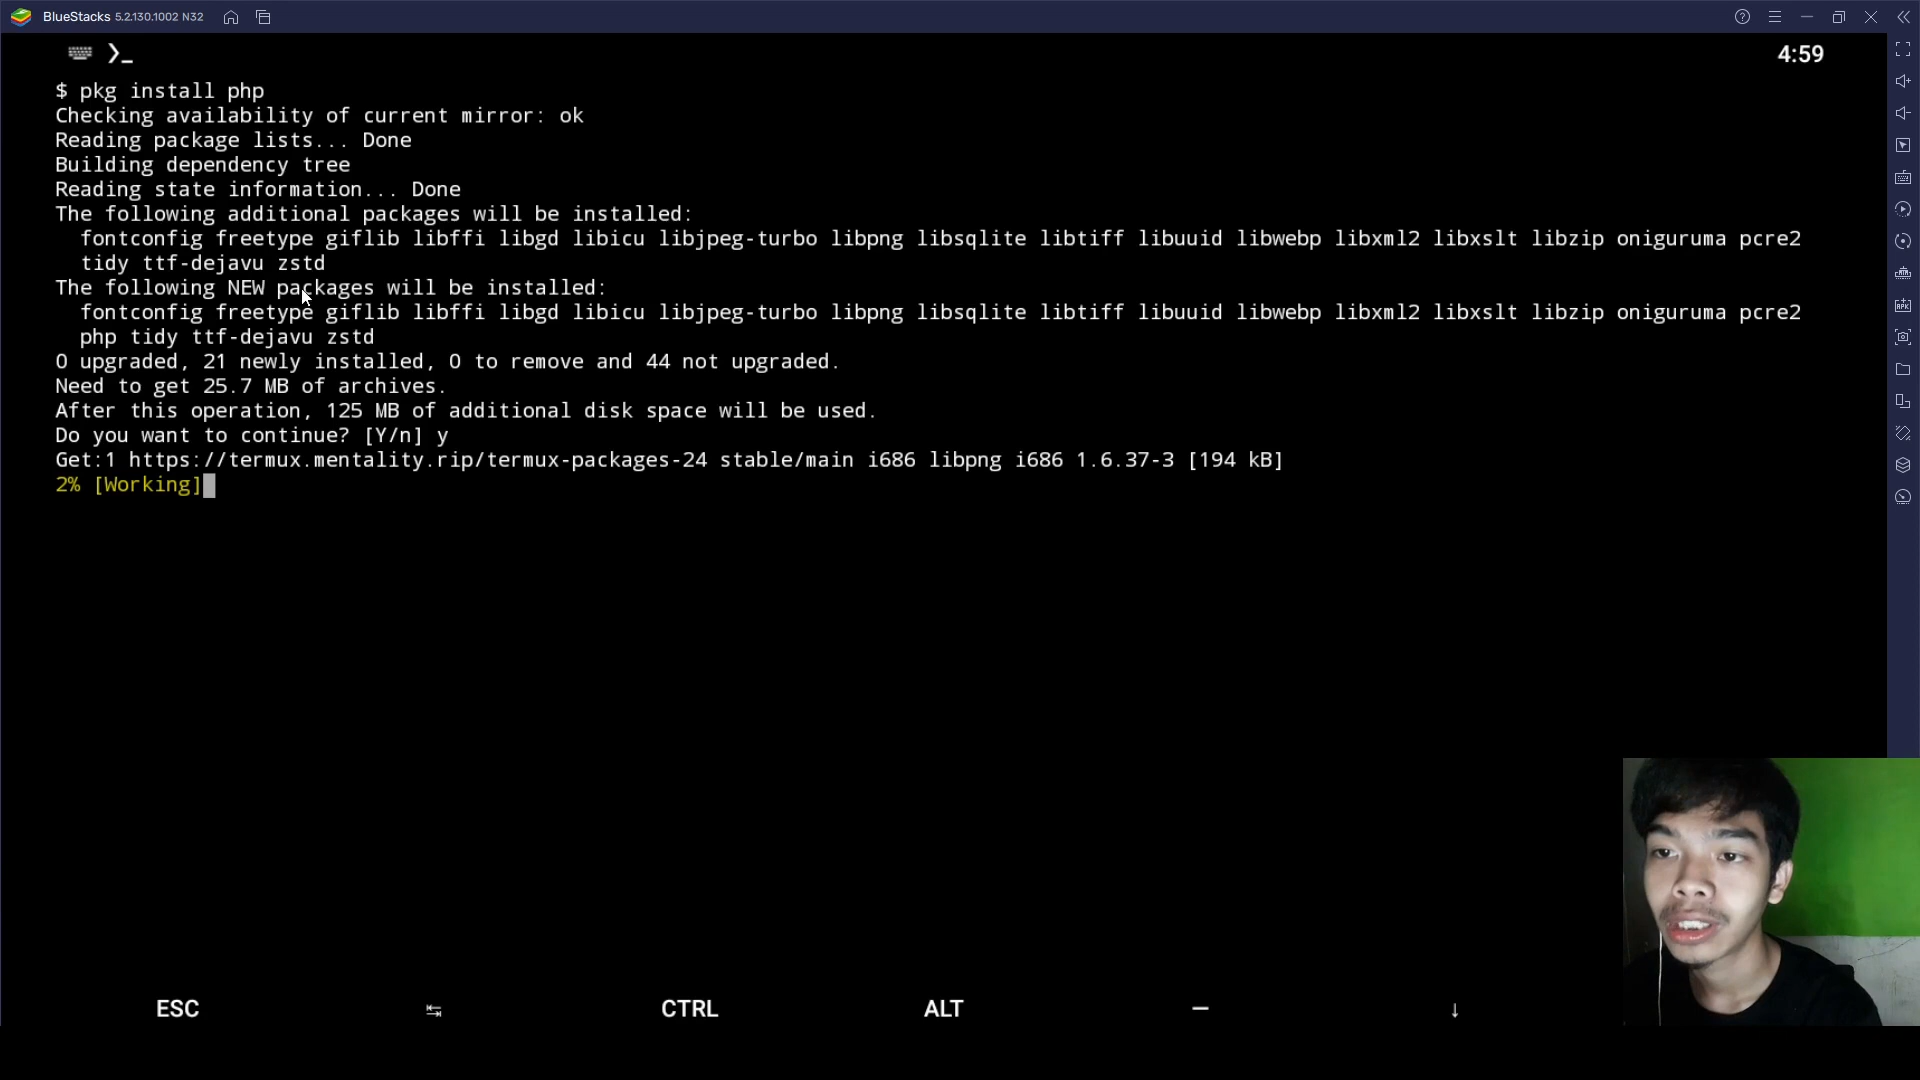 BlueStacks 5.2.130.1002 N32
4:59
$ pkg install php
Checking availability of current mirror: ok
Reading package lists... Done
Building dependency tree
Reading state information... Done
The following additional packages will be installed:
fontconfig freetype giflib libffi libgd libicu libjpeg-turbo libpng libsqlite libtiff libuuid libwebp libxml2 libxslt libzip oniguruma pcre2
tidy ttf-dejavu zstd
The following NEW packages will be installed:
fontconfig freetype giflib libffi libgd libicu libjpeg-turbo libpng libsqlite libtiff libuuid libwebp libxml2 libxslt libzip oniguruma pcre2
php tidy ttf-dejavu zstd
0 upgraded, 21 newly installed, 0 to remove and 44 not upgraded.
Need to get 25.7 MB of archives.
After this operation, 125 MB of additional disk space will be used.
Do you want to continue? [Y/n] y
Get:1 https://termux.mentality.rip/termux-packages-24 stable/main i686 libpng i686 1.6.37-3 [194 kB]
2% [Working]
ESC CTRL ALT